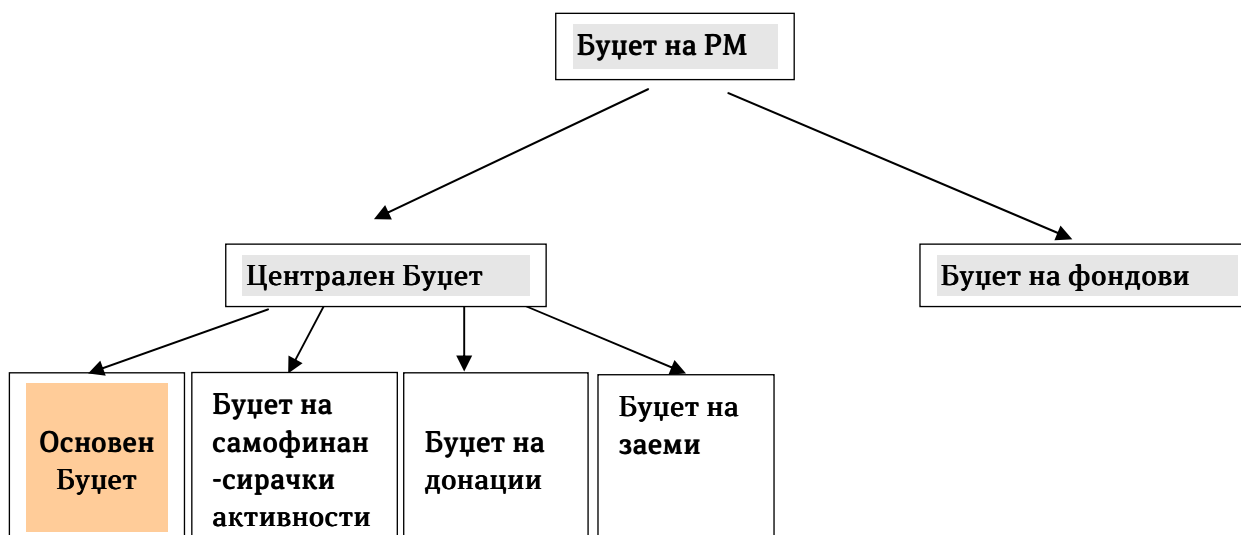 Буџет на РМ
Централен Буџет
Буџет на фондови
Основен
Буџет
Буџет на
самофинан
-сирачки
активности
Буџет на
донации
Буџет на
заеми